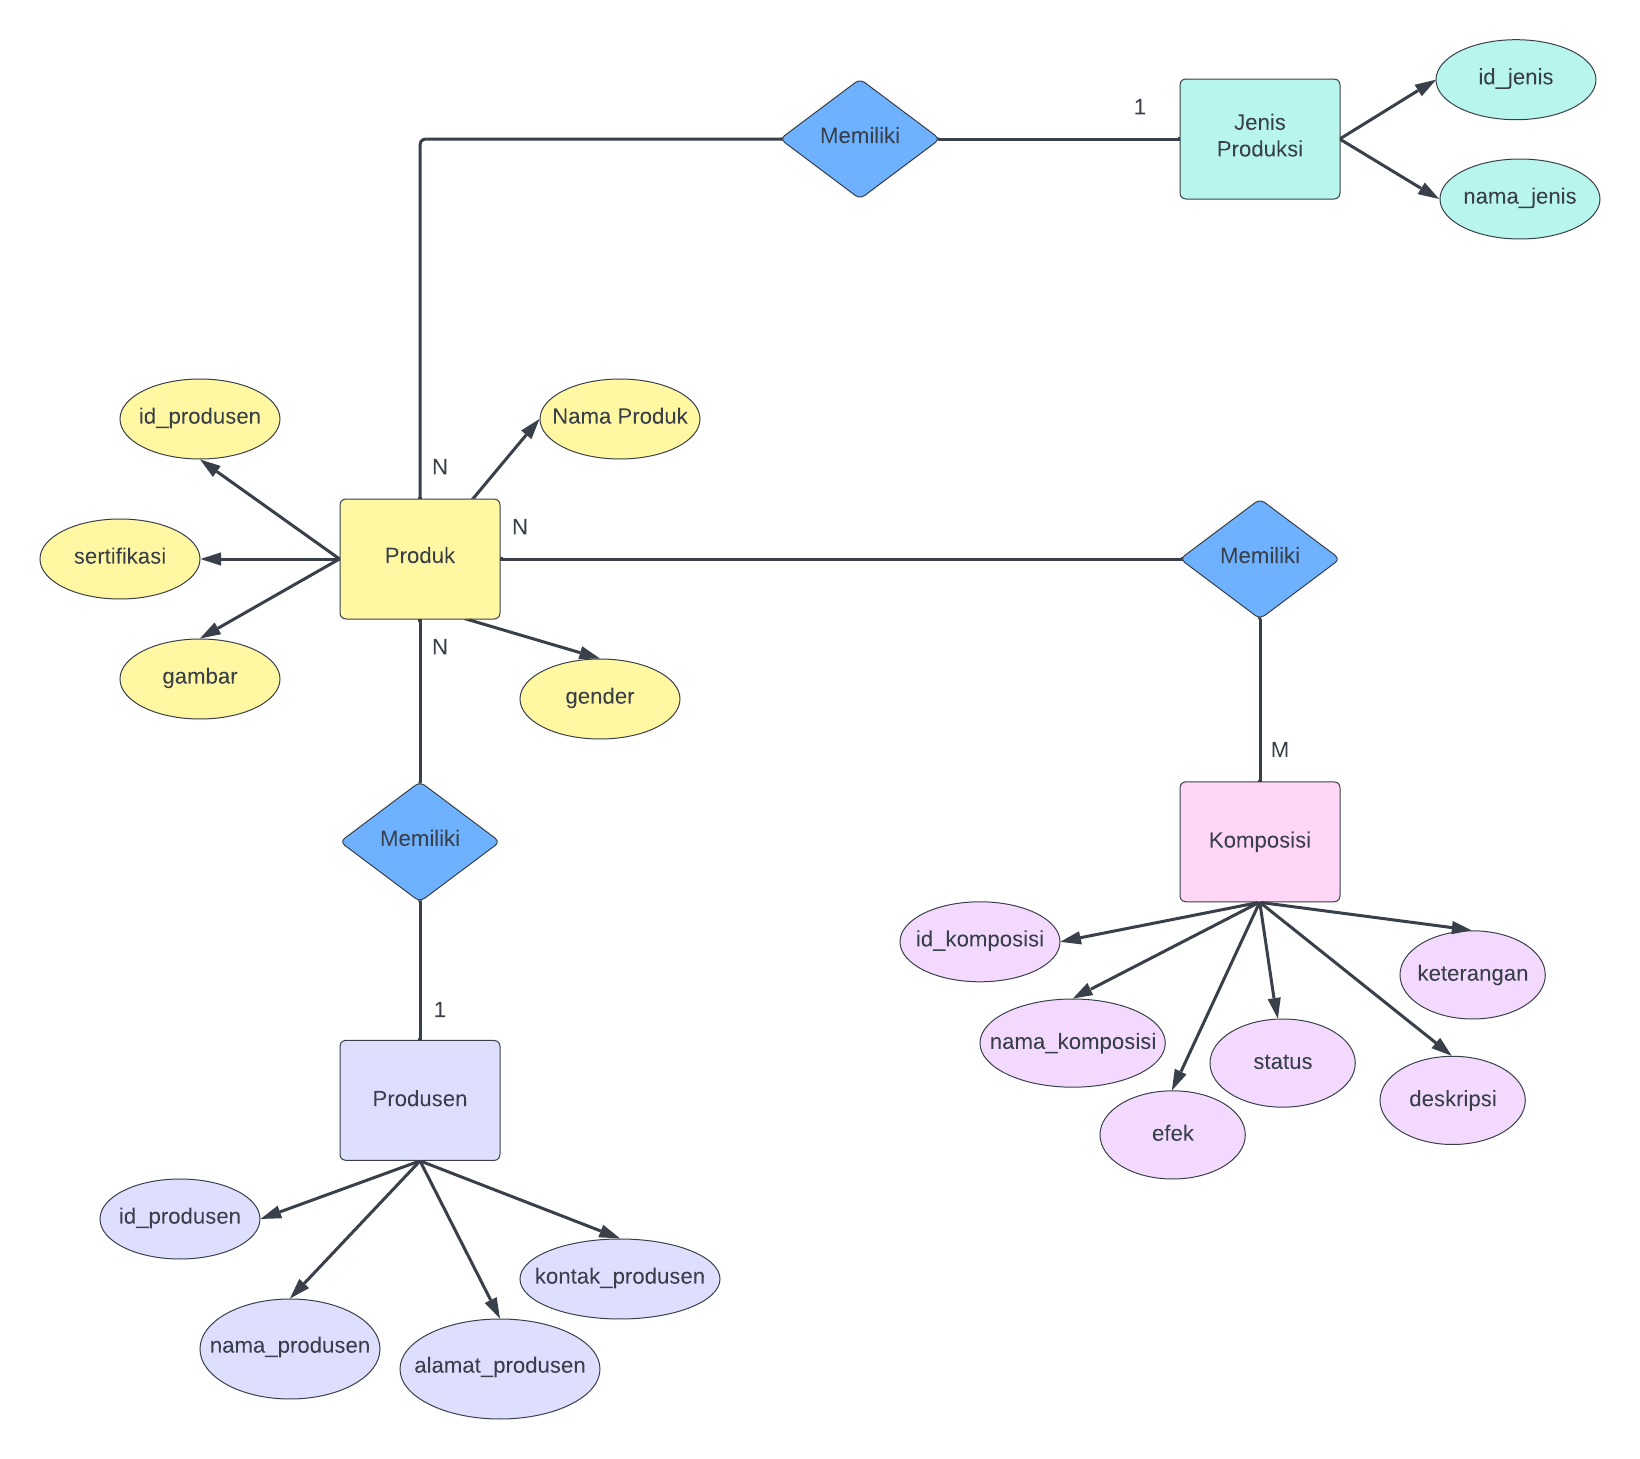 id_jenis
1
Memiliki
Jenis
Produksi
nama_jenis
id_produsen
Nama Produk
N
N
sertifikasi
Produk
Memiliki
N
gambar
gender
M
Memiliki
Komposisi
id_komposisi
keterangan
1
nama_komposisi
status
Produsen
deskripsi
efek
id_produsen
kontak_produsen
nama_produsen
alamat_produsen